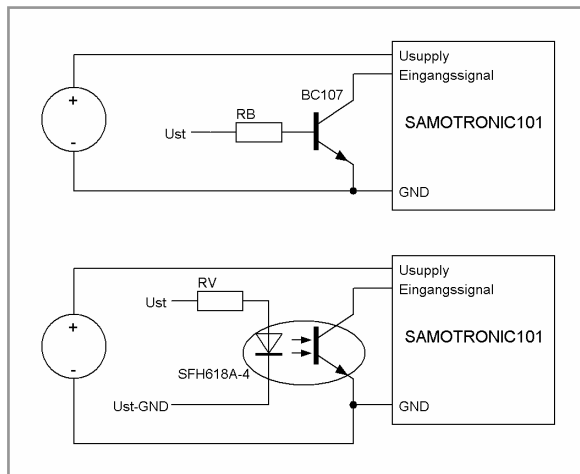 Usupply
Eingangssignal
BC107
SAMOTRONIC101
RB
+
Ust
-
GND
Usupply
RV
Eingangssignal
Ust
+
SAMOTRONIC101
-
SFH618A-4
Ust-GND
GND